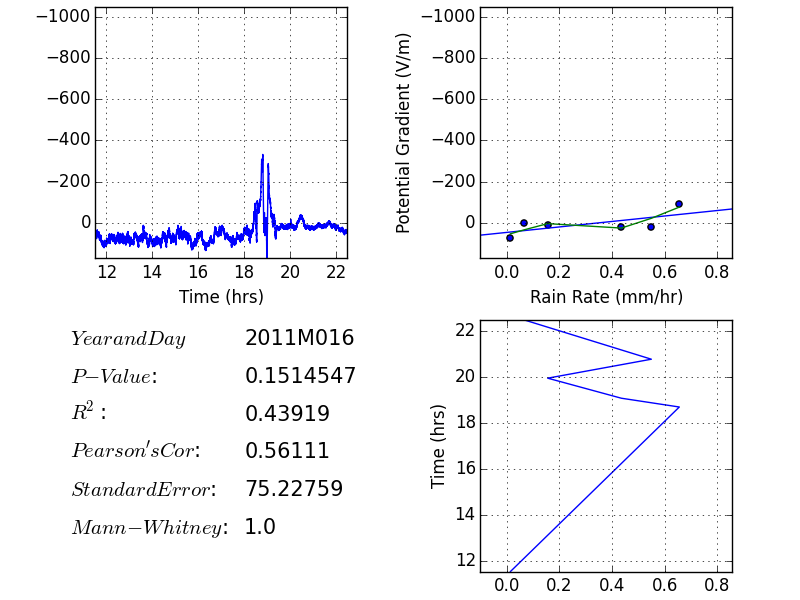 −1000
−800
−600
−400
−200
0
12 14 16 18 20 22
Time (hrs)
Potential Gradient (V/m)
−1000
−800
−600
−400
−200
0
0.0 0.2 0.4 0.6 0.8
Rain Rate (mm/hr)
YearandDay 2011M016
P−Value: 0.1514547
R²: 0.43919
Pearson'sCor: 0.56111
StandardError: 75.22759
Mann−Whitney: 1.0
Time (hrs)
22
20
18
16
14
12
0.0 0.2 0.4 0.6 0.8